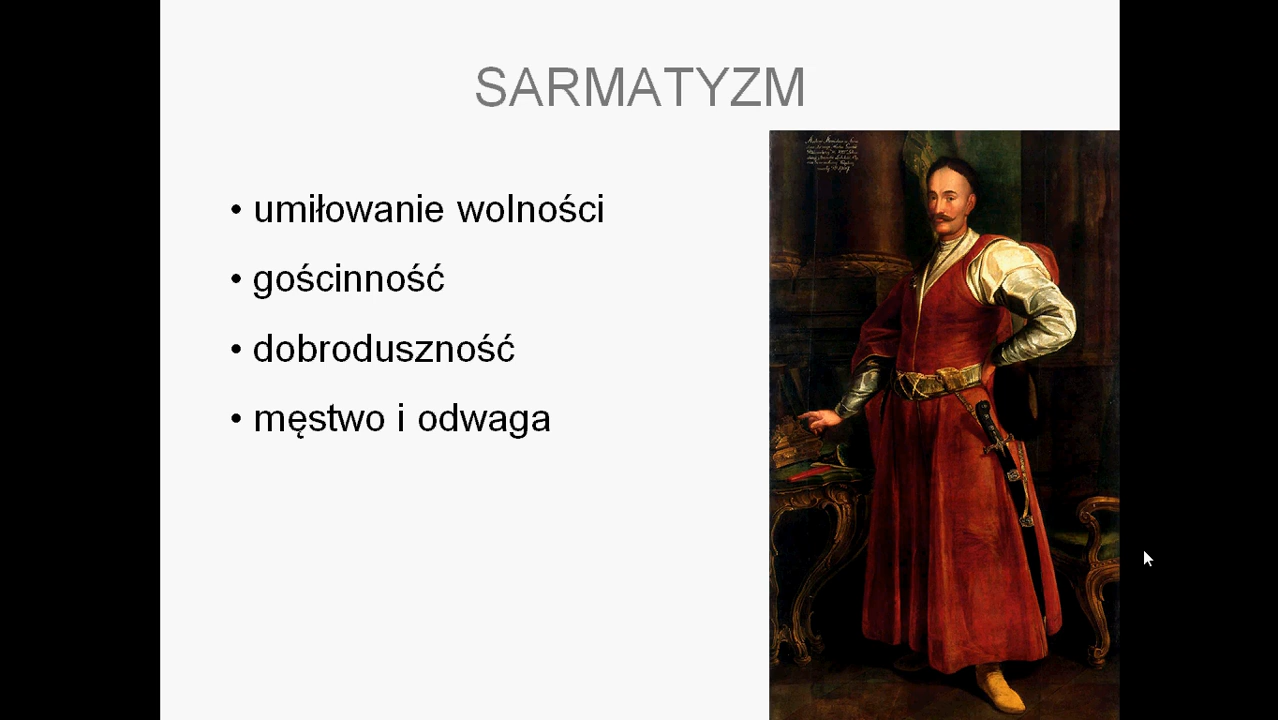 SARMATYZM
• umiłowanie wolności
• gościnność
• dobroduszność
• męstwo i odwaga